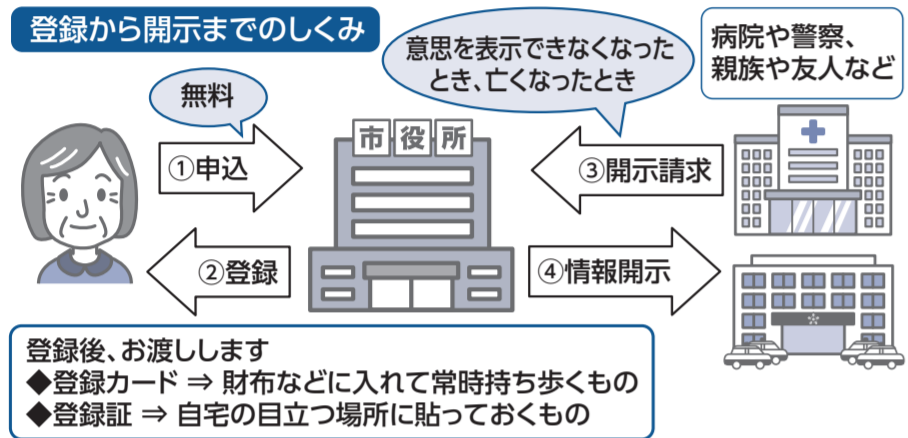 登録から開示までのしくみ
無料
①申込
②登録
市役所
意思を表示できなくなった
とき、亡くなったとき
病院や警察、
親族や友人など
③開示請求
④情報開示
登録後、お渡しします
◆登録カード ⇒ 財布などに入れて常時持ち歩くもの
◆登録証 ⇒ 自宅の目立つ場所に貼っておくもの